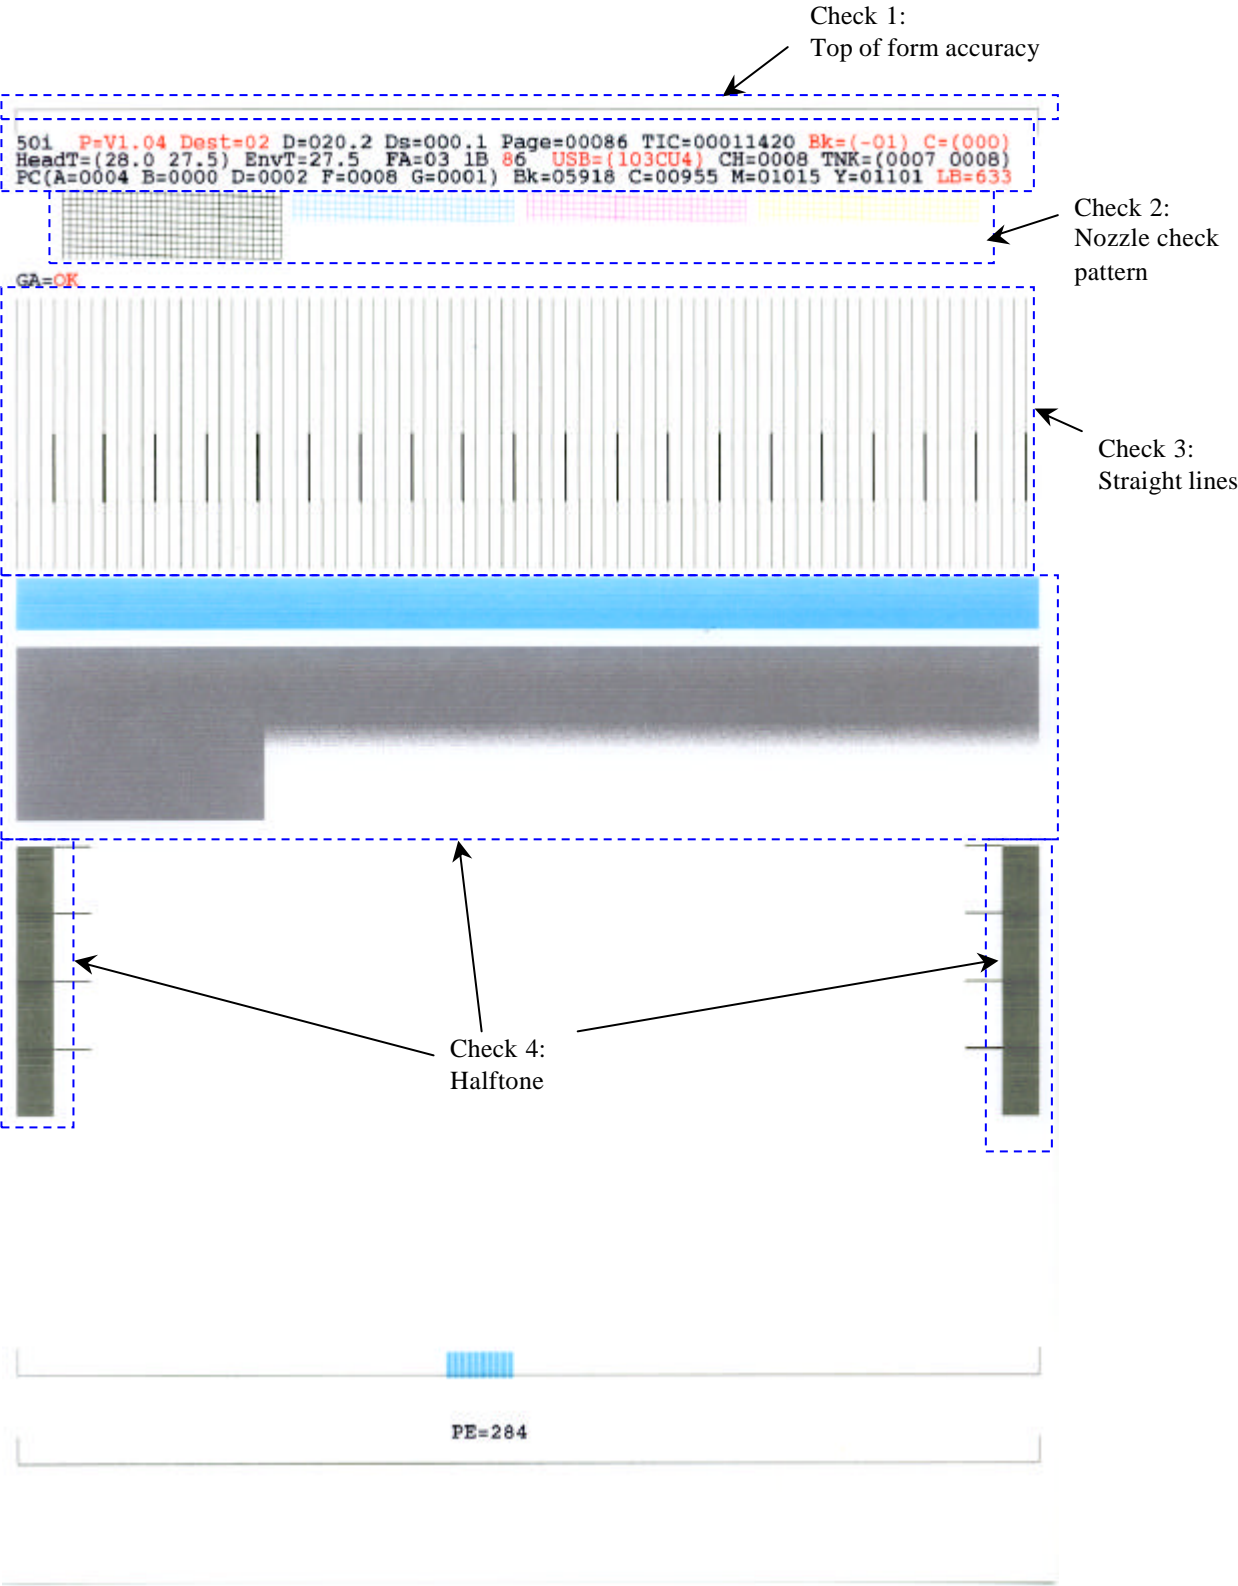 Check 1:
Top of form accuracy
50i P=V1.04 Dest=02 D=020.2 Ds=000.1 Page=00086 TIC=00011420 Bk=(-01) C=(000)
HeadT=(28.0 27.5) EnvT=27.5 FA=03 1B 86 USB=(103CU4) CH=0008 TNK=(0007 0008)
PC(A=0004 B=0000 D=0002 F=0008 G=0001) Bk=05918 C=00955 M=01015 Y=01101 LB=633
Check 2:
Nozzle check
pattern
GA=OK
Check 3:
Straight lines
Check 4:
Halftone
PE=284